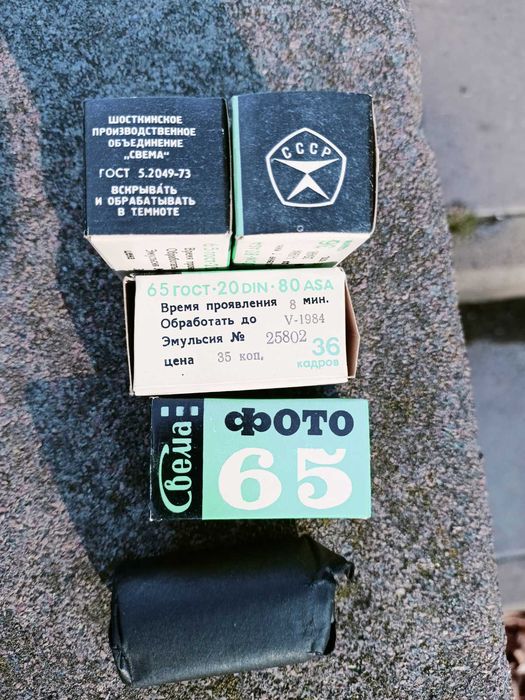 ШОСТКИНСКОЕ
ПРОИЗВОДСТВЕННОЕ
ОБЪЕДИНЕНИЕ
„СВЕМА"
ГОСТ 5.2049-73
ВСКРЫВАТЬ
И ОБРАБАТЫВАТЬ
В ТЕМНОТЕ
СССР
65 ГОСТ·20 DIN·80 ASA
Время проявления 8 мин.
Обработать до V-1984
Эмульсия № 25802
цена 35 коп.
36
кадров
Свема
ФОТО
65